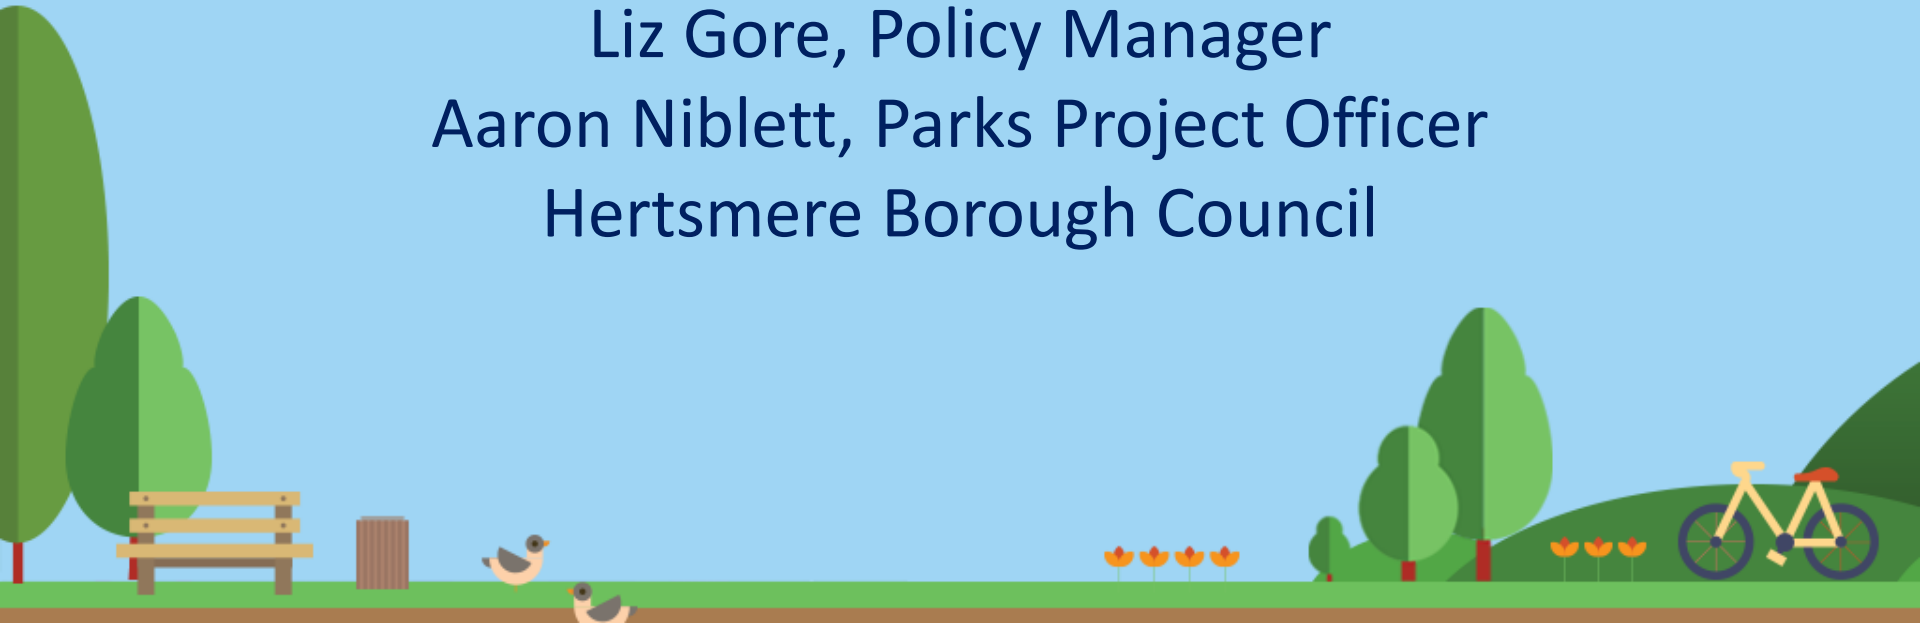 Liz Gore, Policy Manager
Aaron Niblett, Parks Project Officer
Hertsmere Borough Council